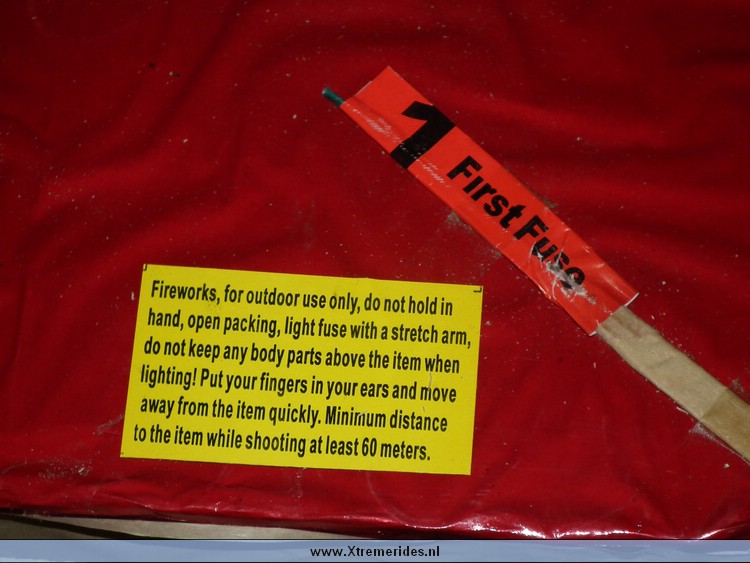 1
First Fuse
Fireworks, for outdoor use only, do not hold in
hand, open packing, light fuse with a stretch arm,
do not keep any body parts above the item when
lighting! Put your fingers in your ears and move
away from the item quickly. Minimum distance
to the item while shooting at least 60 meters.
www.Xtremerides.nl